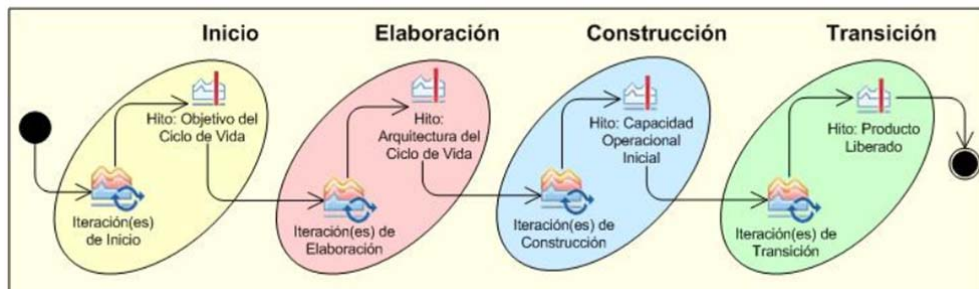 Inicio
Elaboración
Construcción
Transición
Hito: Objetivo del
Ciclo de Vida
Iteración(es)
de Inicio
Hito:
Arquitectura del
Ciclo de Vida
Iteración(es) de
Elaboración
Hito: Capacidad
Operacional
Inicial
Iteración(es) de
Construcción
Hito: Producto
Liberado
Iteración(es) de
Transición